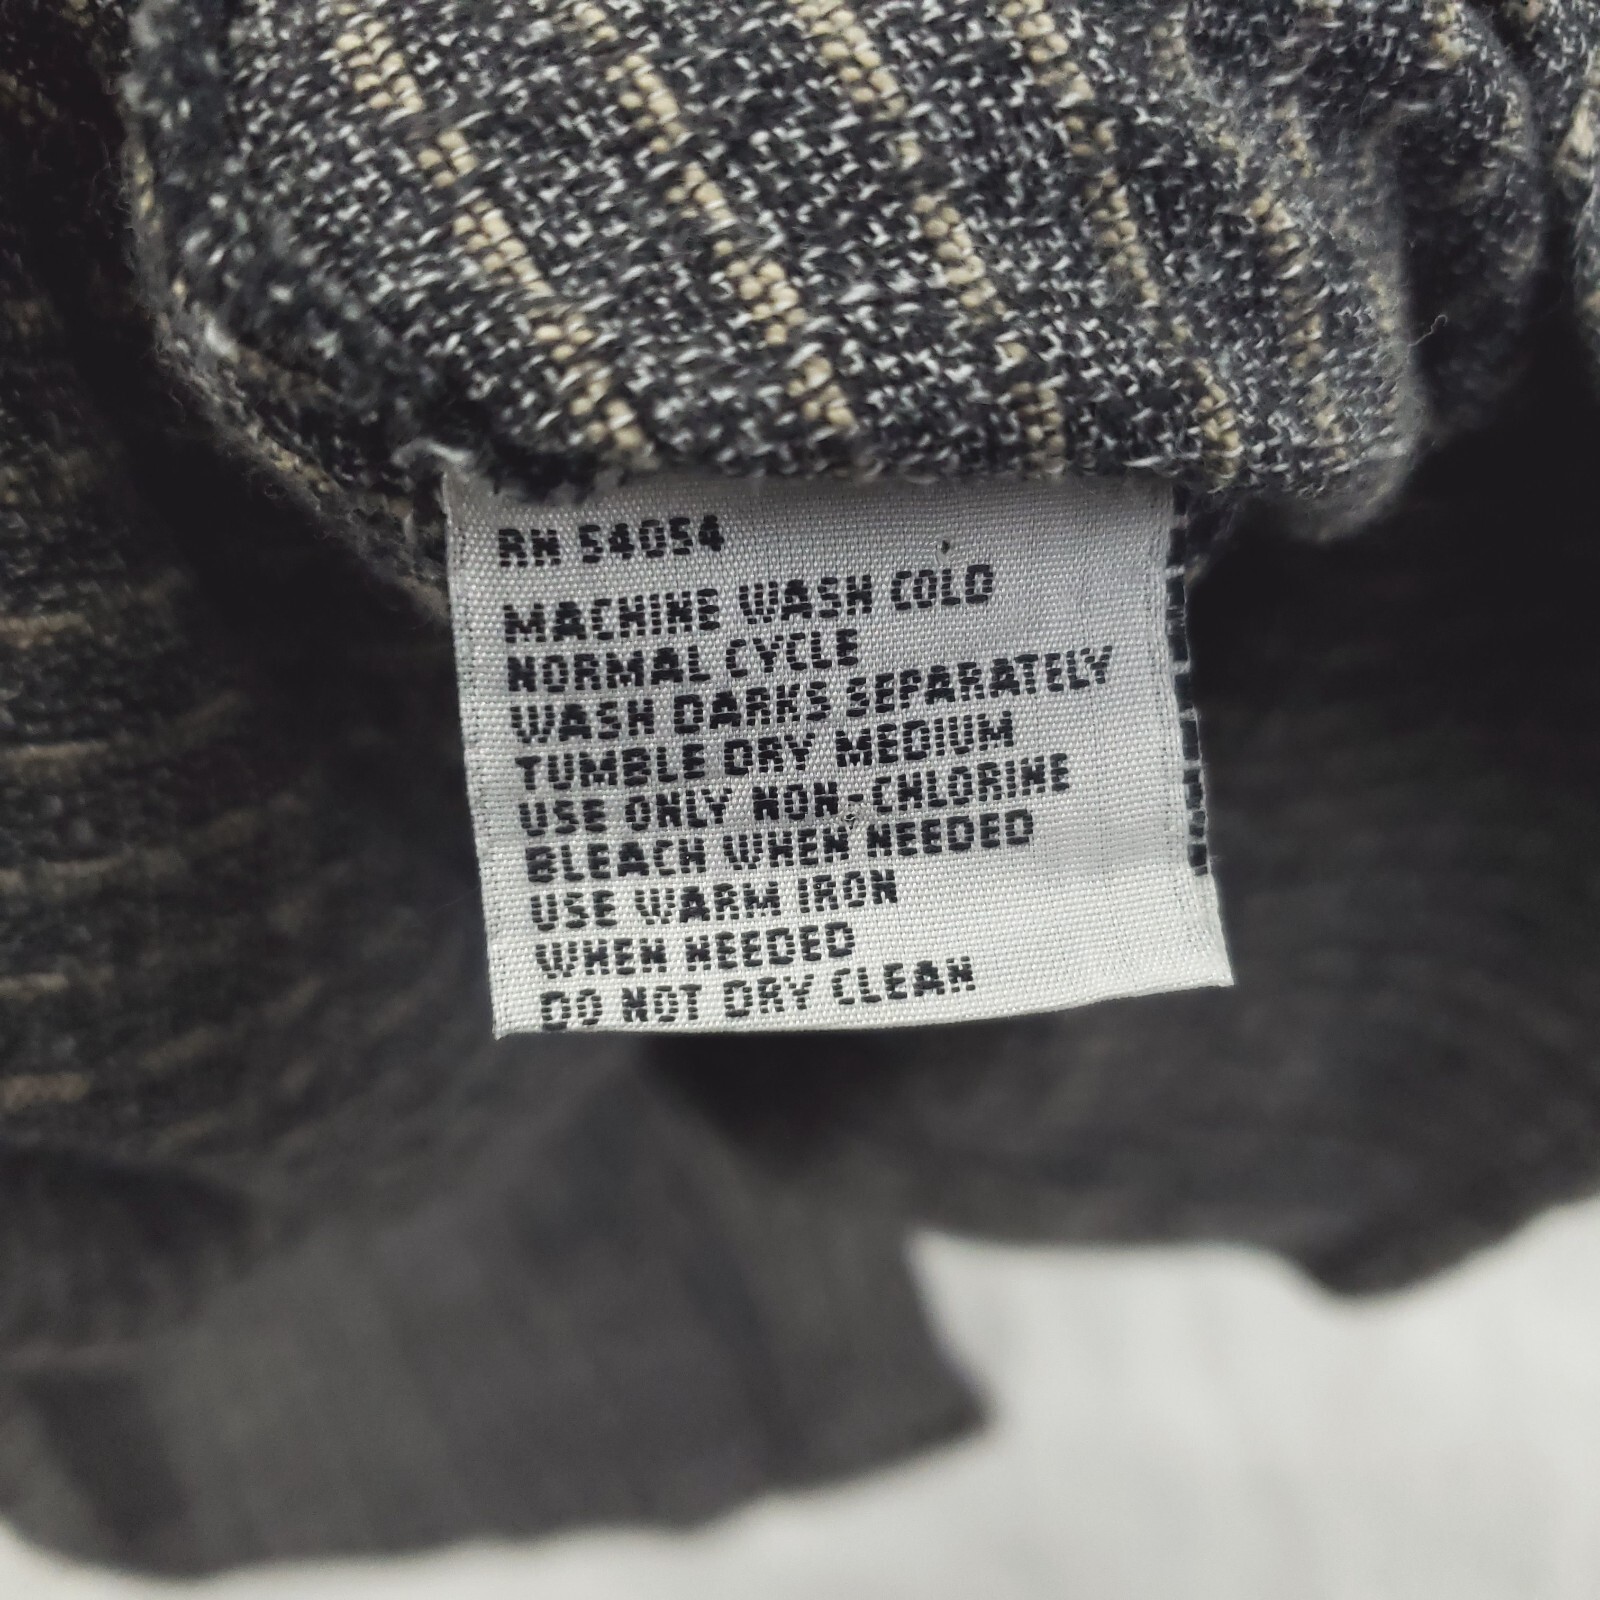 RN 54054
MACHINE WASH COLD
NORMAL CYCLE
WASH DARKS SEPARATELY
TUMBLE DRY MEDIUM
USE ONLY NON-CHLORINE
BLEACH WHEN NEEDED
USE WARM IRON
WHEN NEEDED
DO NOT DRY CLEAN